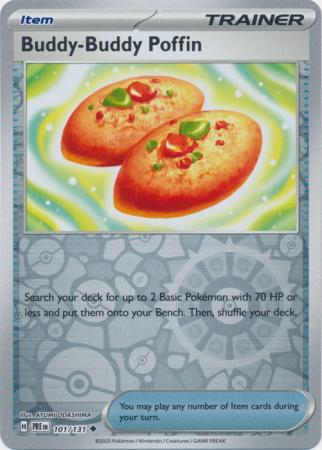 Item
TRAINER
Buddy-Buddy Poffin
Search your deck for up to 2 Basic Pokémon with 70 HP or
less and put them onto your Bench. Then, shuffle your deck.
Illus. AYUMI ODASHIMA
H PRE EN 101/131
You may play any number of Item cards during
your turn.
©2025 Pokémon / Nintendo / Creatures / GAME FREAK